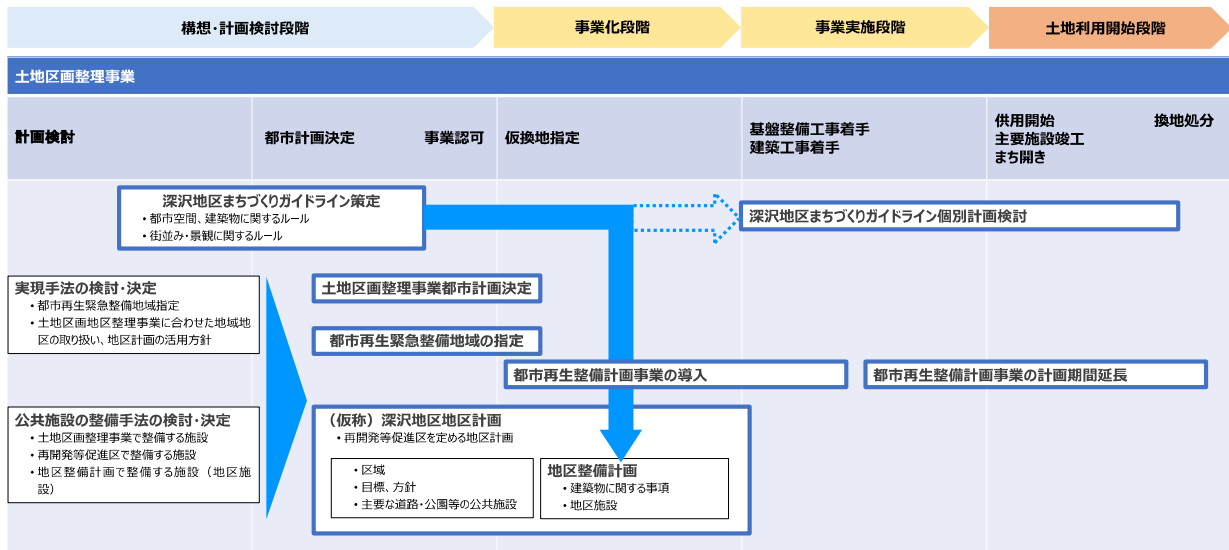 構想・計画検討段階
事業化段階
事業実施段階
土地利用開始段階
土地区画整理事業
計画検討
都市計画決定
事業認可
仮換地指定
基盤整備工事着手
建築工事着手
供用開始
主要施設竣工
まち開き
換地処分
深沢地区まちづくりガイドライン策定
・都市空間、建築物に関するルール
・街並み・景観に関するルール
深沢地区まちづくりガイドライン個別計画検討
実現手法の検討・決定
・都市再生緊急整備地域指定
・土地区画地区整理事業に合わせた地域地
区の取り扱い、地区計画の活用方針
土地区画整理事業都市計画決定
都市再生緊急整備地域の指定
都市再生整備計画事業の導入
都市再生整備計画事業の計画期間延長
公共施設の整備手法の検討・決定
・土地区画整理事業で整備する施設
・再開発等促進区で整備する施設
・地区整備計画で整備する施設（地区施
設）
（仮称）深沢地区地区計画
・再開発等促進区を定める地区計画
・区域
・目標、方針
・主要な道路・公園等の公共施設
地区整備計画
・建築物に関する事項
・地区施設